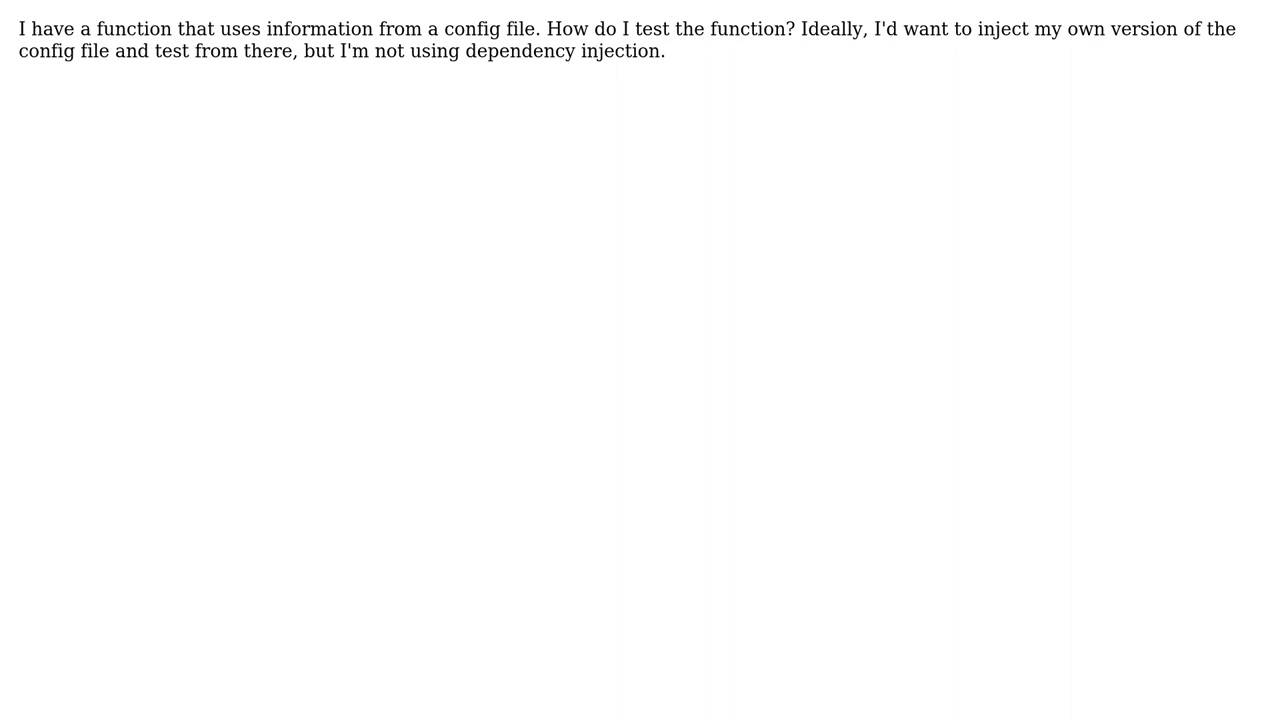 I have a function that uses information from a config file. How do I test the function? Ideally, I'd want to inject my own version of the
config file and test from there, but I'm not using dependency injection.